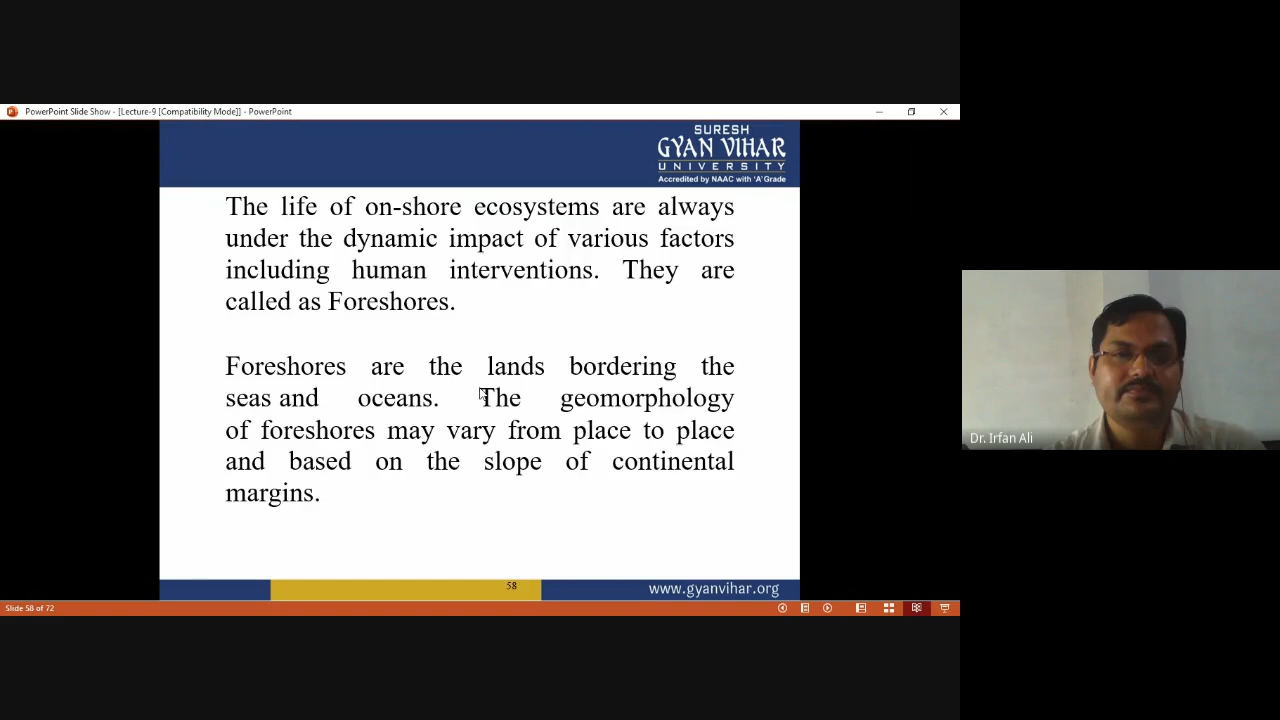 PowerPoint Slide Show - [Lecture-9 [Compatibility Mode]] - PowerPoint
SURESH
GYAN VIHAR
UNIVERSITY
Accredited by NAAC with 'A' Grade
The life of on-shore ecosystems are always
under the dynamic impact of various factors
including human interventions. They are
called as Foreshores.
Foreshores are the lands bordering the
seas and oceans. The geomorphology
of foreshores may vary from place to place
and based on the slope of continental
margins.
Dr. Irfan Ali
58
www.gyanvihar.org
Slide 58 of 72